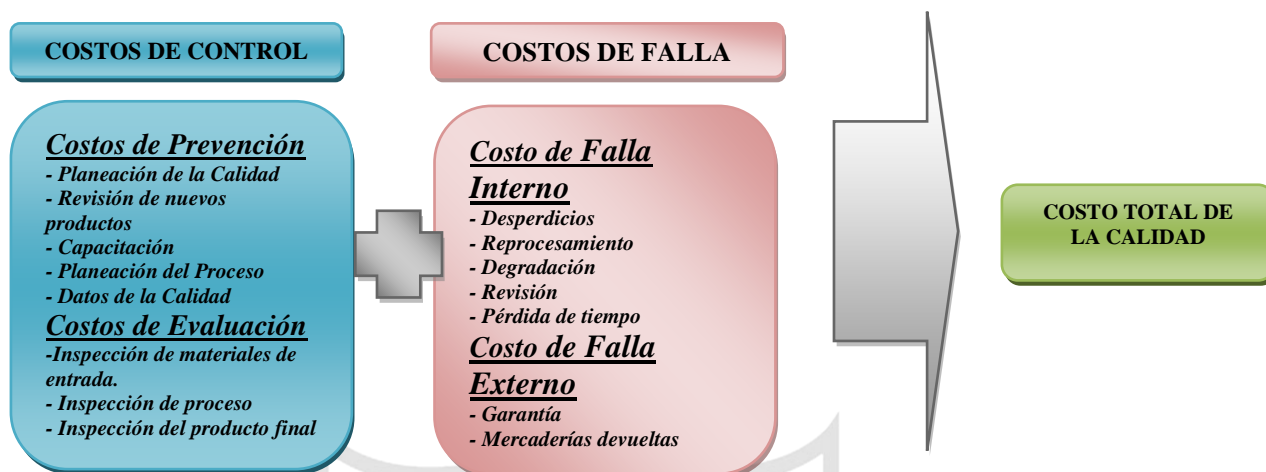 COSTOS DE CONTROL
Costos de Prevención
- Planeación de la Calidad
- Revisión de nuevos
productos
- Capacitación
- Planeación del Proceso
- Datos de la Calidad
Costos de Evaluación
-Inspección de materiales de
entrada.
- Inspección de proceso
- Inspección del producto final
COSTOS DE FALLA
Costo de Falla
Interno
- Desperdicios
- Reprocesamiento
- Degradación
- Revisión
- Pérdida de tiempo
Costo de Falla
Externo
- Garantía
- Mercaderías devueltas
COSTO TOTAL DE
LA CALIDAD